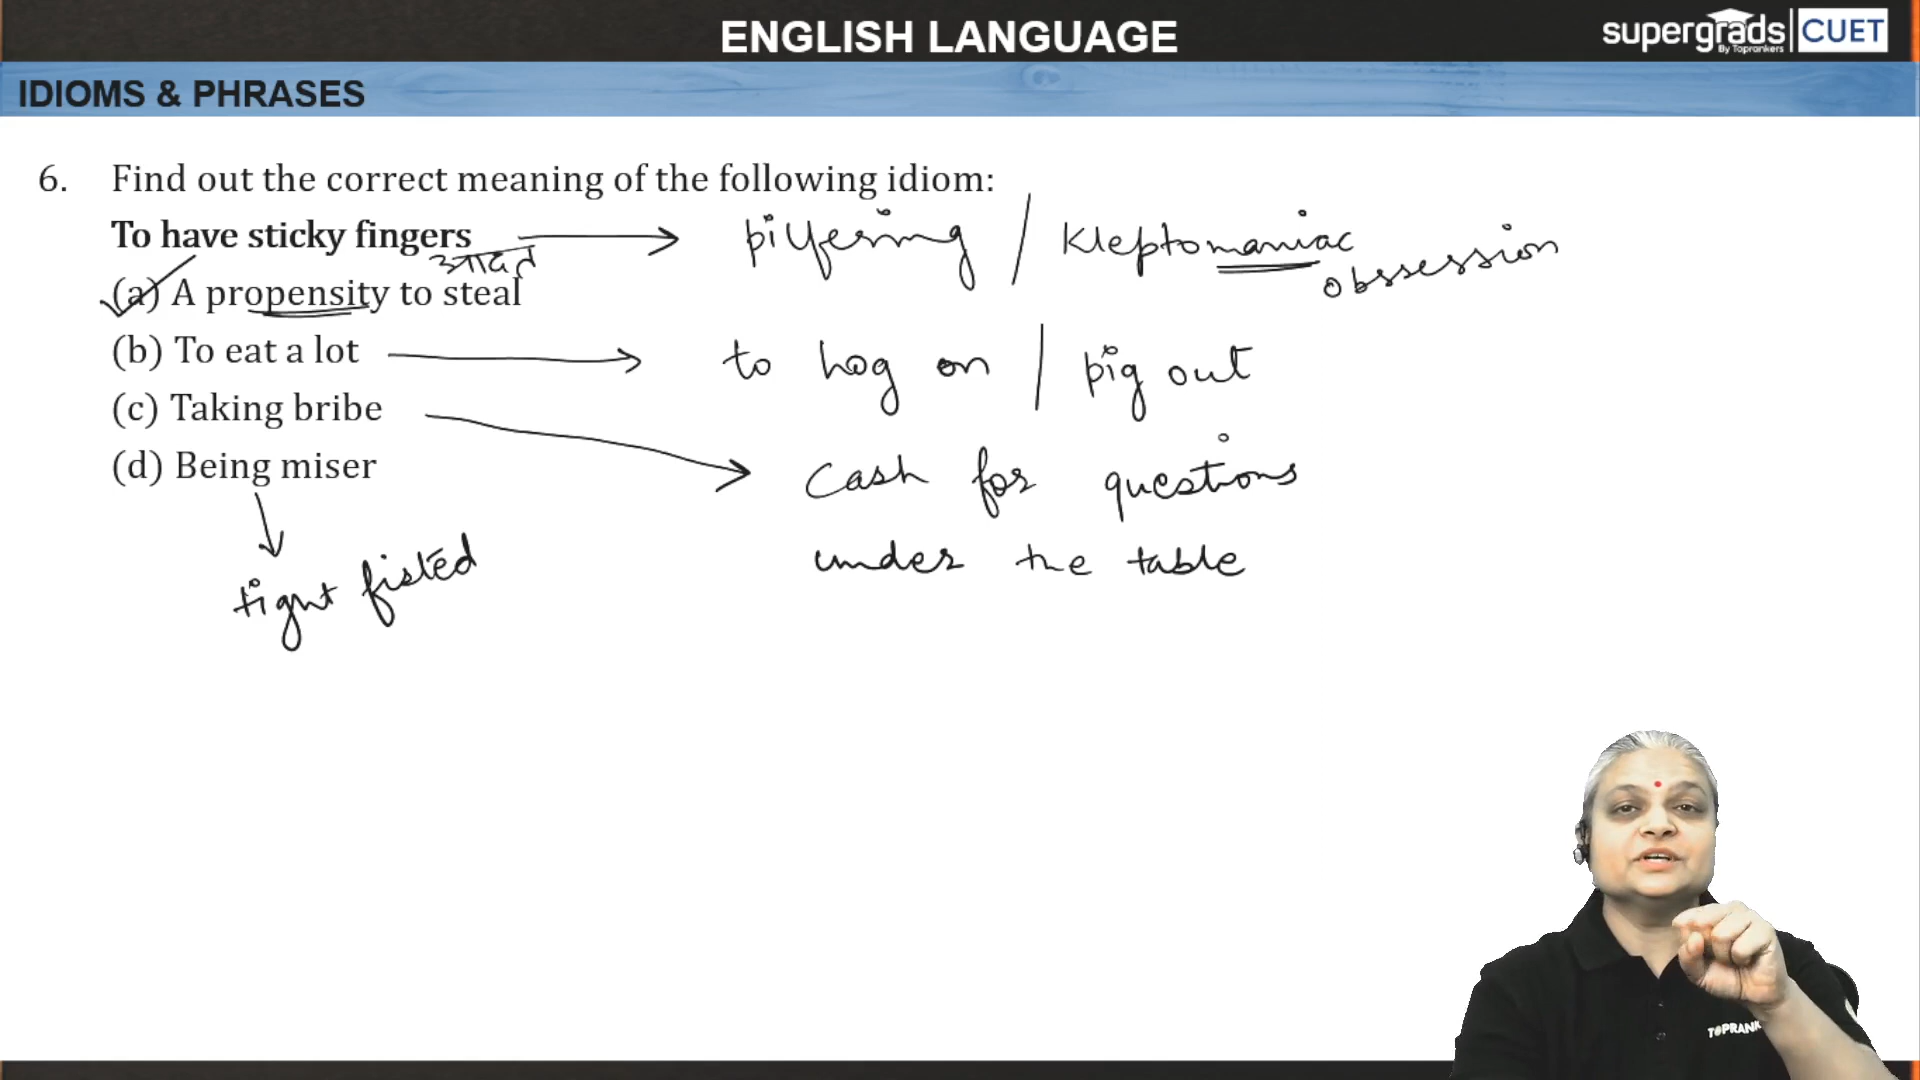 ENGLISH LANGUAGE
supergrads
By Toprankers
CUET
IDIOMS & PHRASES
6. Find out the correct meaning of the following idiom:
To have sticky fingers → pilfering / Kleptomaniac
आदत
obssession
(a) A propensity to steal
(b) To eat a lot → to hog on / pig out
(c) Taking bribe → Cash for questions
(d) Being miser
under the table
tight fisted
TOPRANK